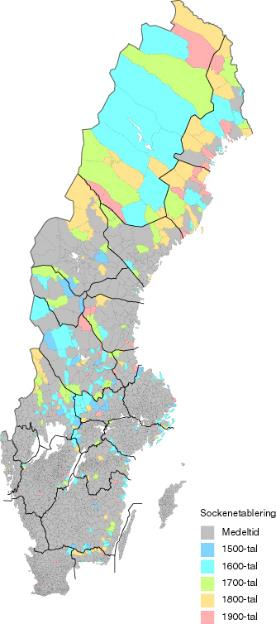 Sockenetablering
Medeltid
1500-tal
1600-tal
1700-tal
1800-tal
1900-tal